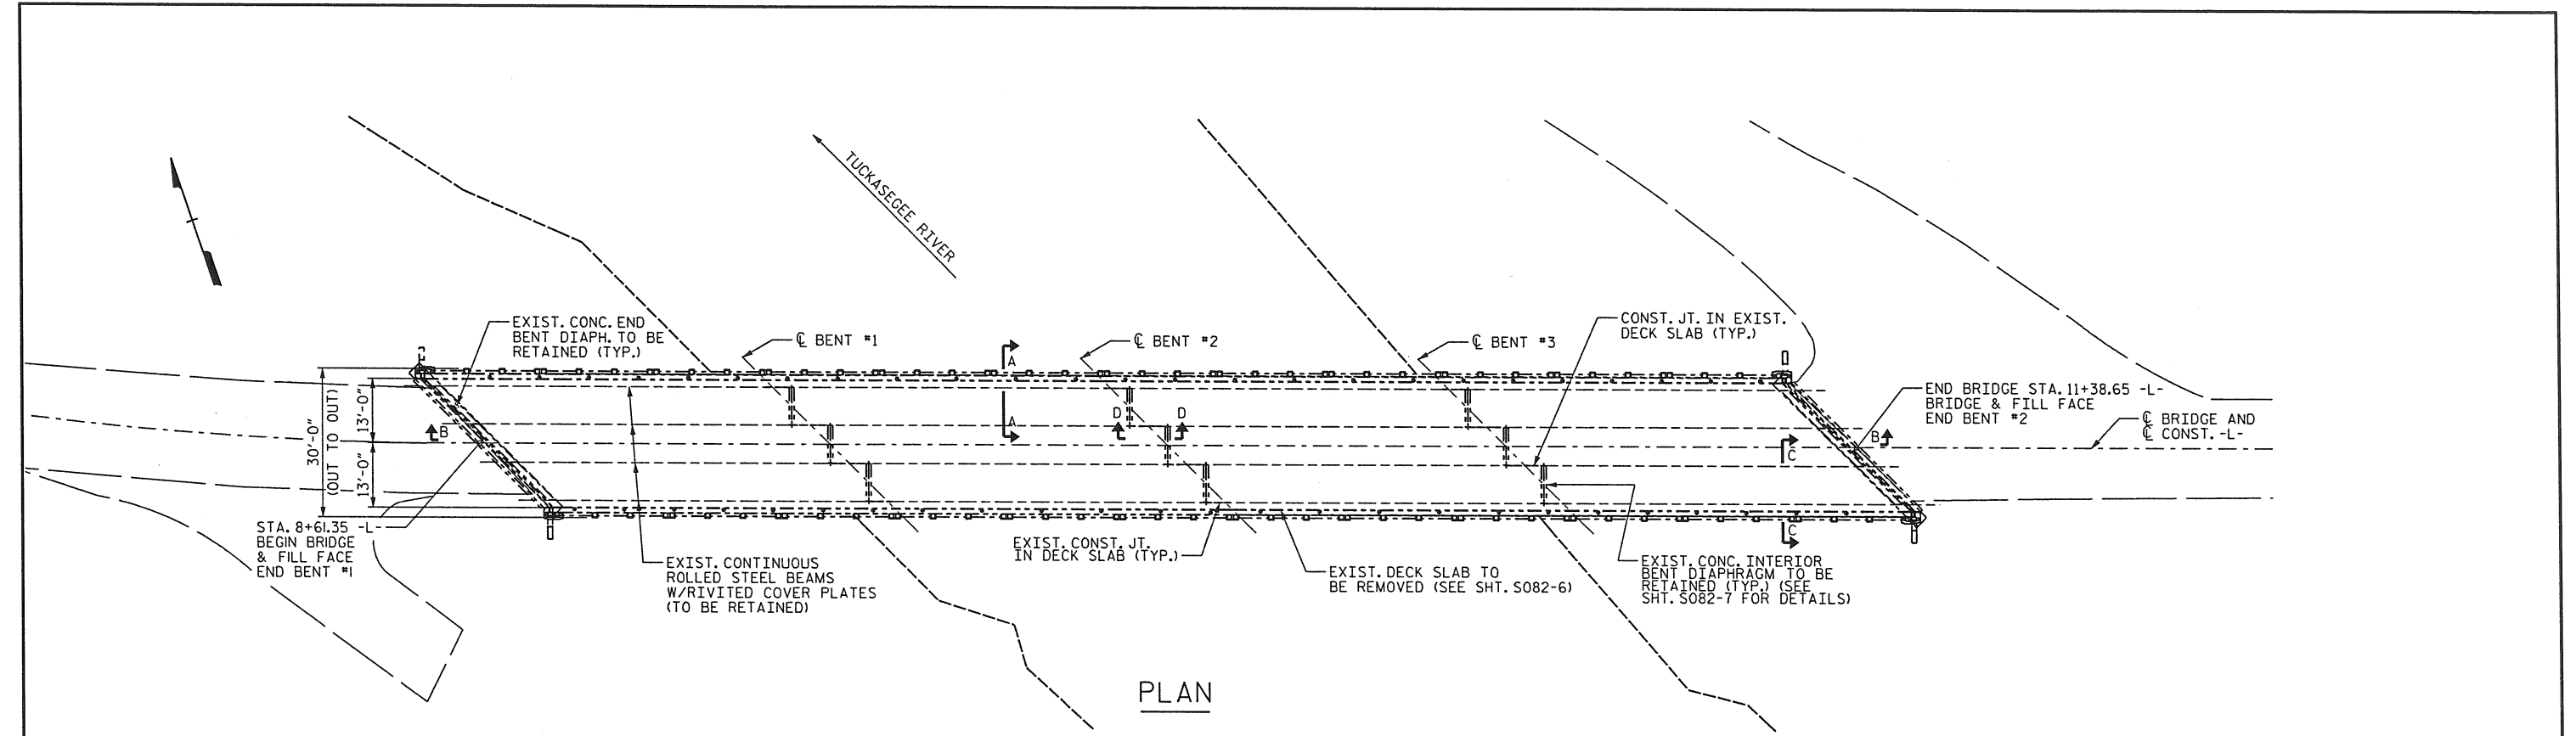 TUCKASEGEE RIVER
EXIST. CONC. END
BENT DIAPH. TO BE
RETAINED (TYP.)
℄ BENT #1
A
A
℄ BENT #2
℄ BENT #3
CONST. JT. IN EXIST.
DECK SLAB (TYP.)
END BRIDGE STA. 11+38.65 -L-
BRIDGE & FILL FACE
END BENT #2
℄ BRIDGE AND
℄ CONST. -L-
30'-0"
(OUT TO OUT)
13'-0"
13'-0"
B
D
D
B
C
C
STA. 8+61.35 -L-
BEGIN BRIDGE
& FILL FACE
END BENT #1
EXIST. CONTINUOUS
ROLLED STEEL BEAMS
W/RIVITED COVER PLATES
(TO BE RETAINED)
EXIST. CONST. JT.
IN DECK SLAB (TYP.)
EXIST. DECK SLAB TO
BE REMOVED (SEE SHT. S082-6)
EXIST. CONC. INTERIOR
BENT DIAPHRAGM TO BE
RETAINED (TYP.) (SEE
SHT. S082-7 FOR DETAILS)
PLAN